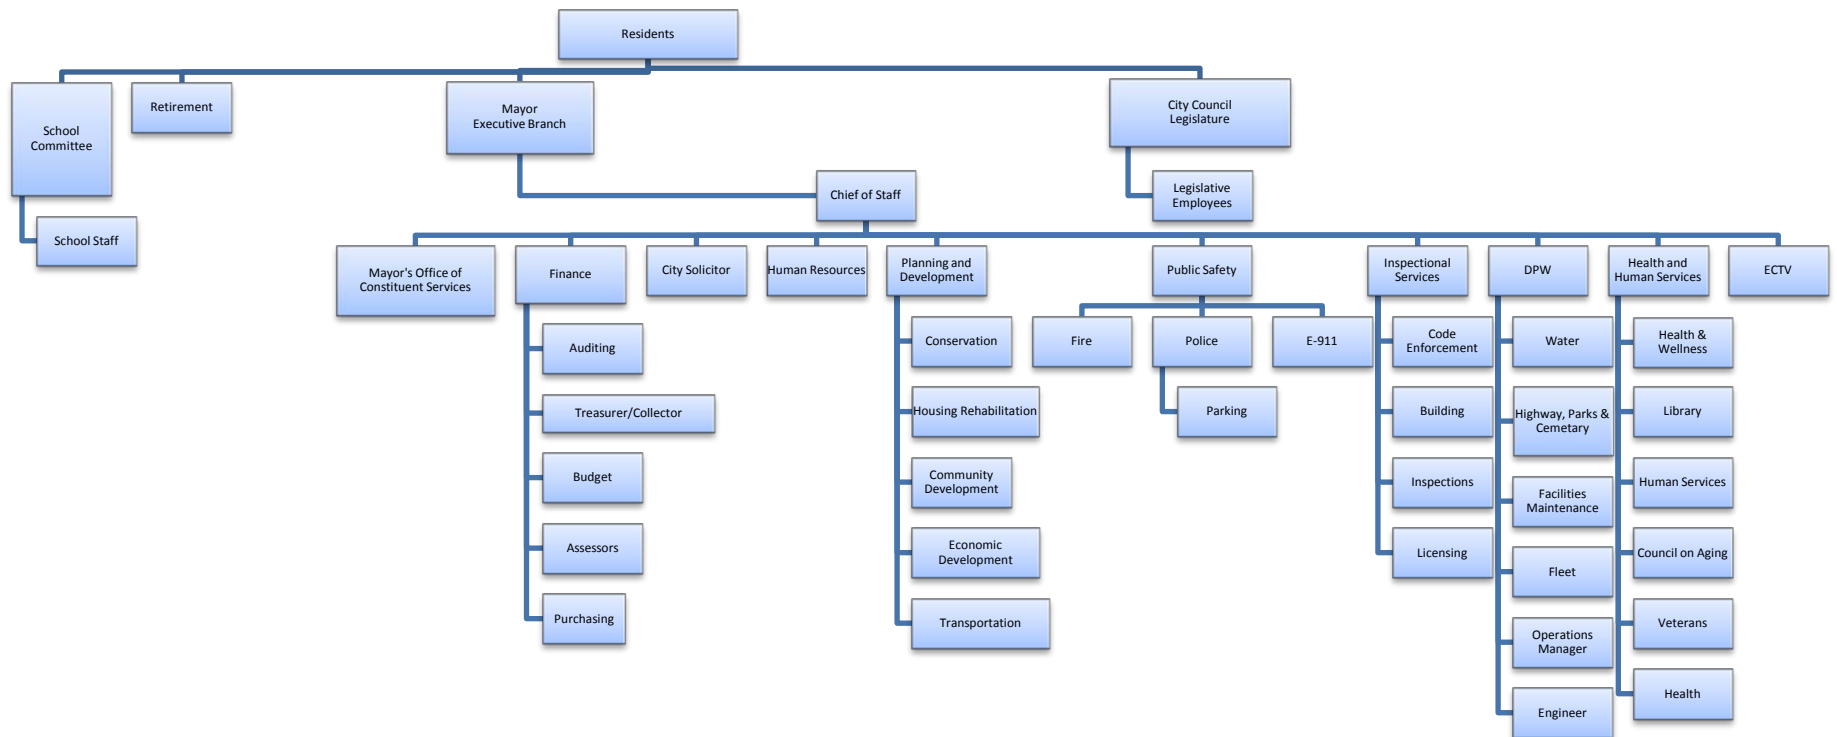 Residents
School
Committee
Retirement
Mayor
Executive Branch
City Council
Legislature
Chief of Staff
Legislative
Employees
School Staff
Mayor's Office of
Constituent Services
Finance
City Solicitor
Human Resources
Planning and
Development
Public Safety
Inspectional
Services
DPW
Health and
Human Services
ECTV
Auditing
Treasurer/Collector
Budget
Assessors
Purchasing
Conservation
Housing Rehabilitation
Community
Development
Economic
Development
Transportation
Fire
Police
E-911
Parking
Code
Enforcement
Building
Inspections
Licensing
Water
Highway, Parks &
Cemetary
Facilities
Maintenance
Fleet
Operations
Manager
Engineer
Health &
Wellness
Library
Human Services
Council on Aging
Veterans
Health